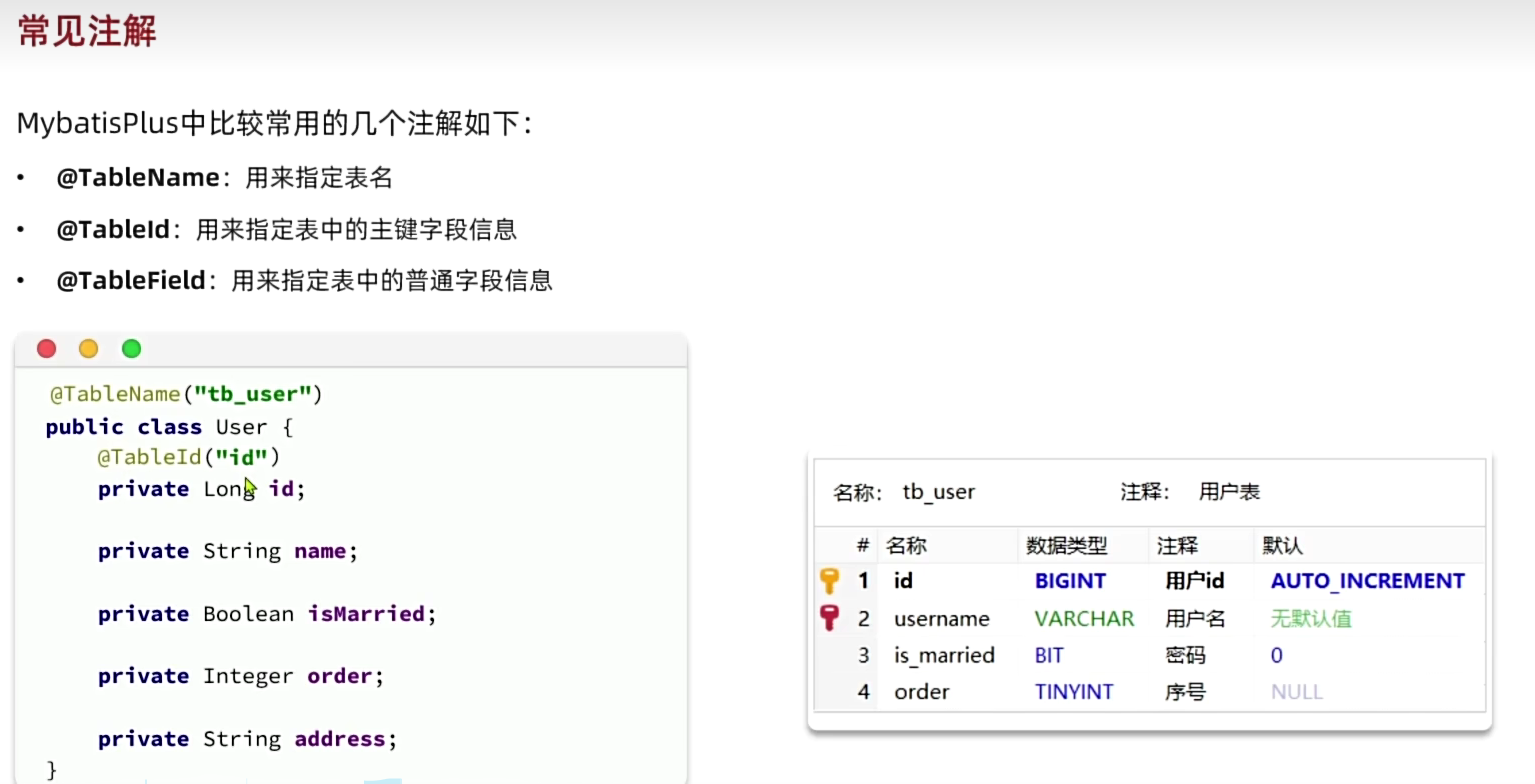 常见注解
MybatisPlus中比较常用的几个注解如下：
• @TableName：用来指定表名
• @TableId：用来指定表中的主键字段信息
• @TableField：用来指定表中的普通字段信息
@TableName("tb_user")
public class User {
@TableId("id")
private Long id;
private String name;
private Boolean isMarried;
private Integer order;
private String address;
}
名称： tb_user 注释： 用户表
# 名称 数据类型 注释 默认
1 id BIGINT 用户id AUTO_INCREMENT
2 username VARCHAR 用户名 无默认值
3 is_married BIT 密码 0
4 order TINYINT 序号 NULL